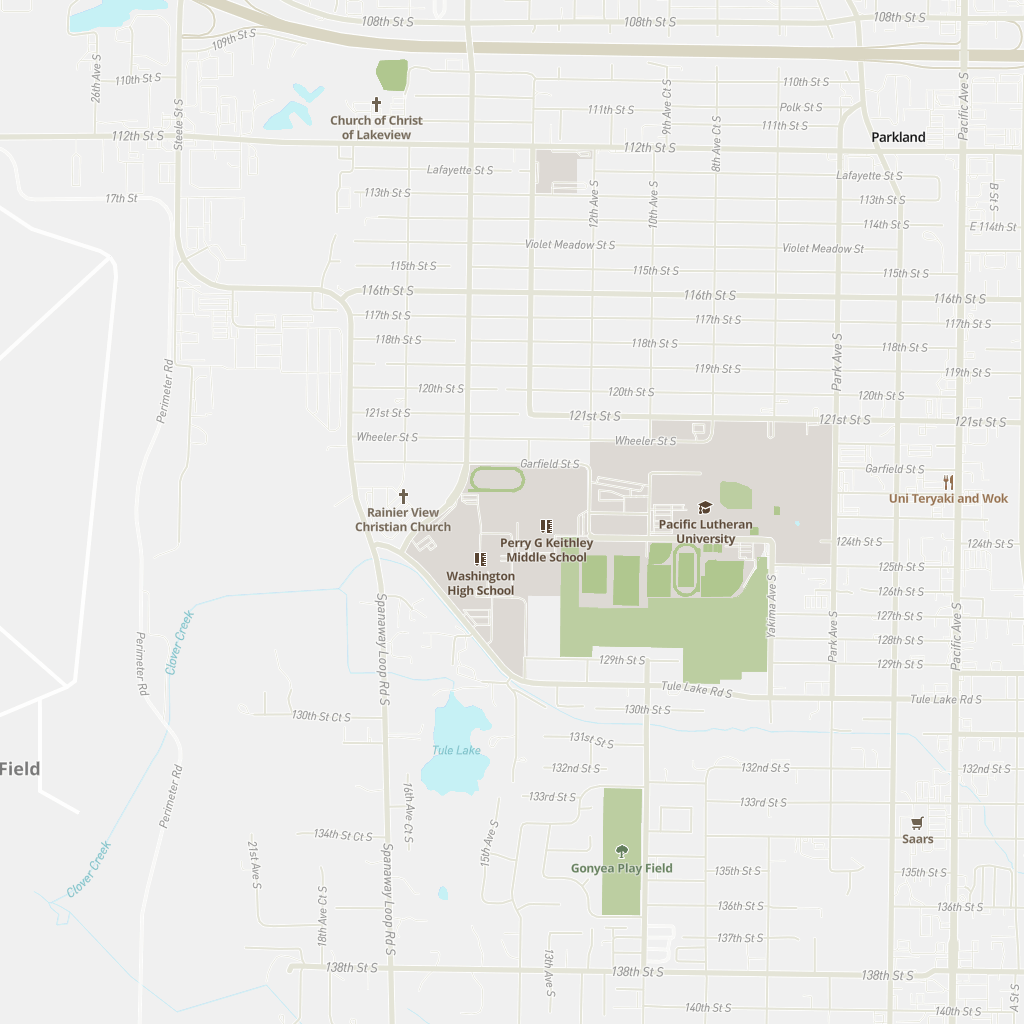 108th St S
108th St S
108th St S
109th St S
26th Ave S
110th St S
110th St S
Steele St S
Pacific Ave S
9th Ave Ct S
Polk St S
111th St S
Church of Christ
of Lakeview
8th Ave Ct S
111th St S
112th St S
112th St S
Parkland
Lafayette St S
Lafayette St S
17th St
113th St S
12th Ave S
10th Ave S
113th St S
B St S
114th St S
E 114th St
Violet Meadow St S
Violet Meadow St
115th St S
115th St S
115th St S
116th St S
116th St S
116th St S
117th St S
117th St S
117th St S
118th St S
118th St S
118th St S
Park Ave S
119th St S
119th St S
Perimeter Rd
120th St S
120th St S
120th St S
121st St S
121st St S
121st St S
121st St S
Wheeler St S
Wheeler St S
Garfield St S
Garfield St S
Uni Teryaki and Wok
Rainier View
Christian Church
Pacific Lutheran
University
Perry G Keithley
Middle School
124th St S
124th St S
Washington
High School
125th St S
126th St S
Yakima Ave S
127th St S
Clover Creek
Spanaway Loop Rd S
Park Ave S
Pacific Ave S
128th St S
Perimeter Rd
129th St S
129th St S
Tule Lake Rd S
Tule Lake Rd S
130th St Ct S
130th St S
Tule Lake
131st St S
Field
132nd St S
132nd St S
132nd St S
Perimeter Rd
16th Ave Ct S
133rd St S
133rd St S
134th St Ct S
15th Ave S
Saars
21st Ave S
Clover Creek
Spanaway Loop Rd S
Gonyea Play Field
135th St S
135th St S
18th Ave Ct S
136th St S
136th St S
137th St S
138th St S
13th Ave S
138th St S
138th St S
A St S
140th St S
140th St S